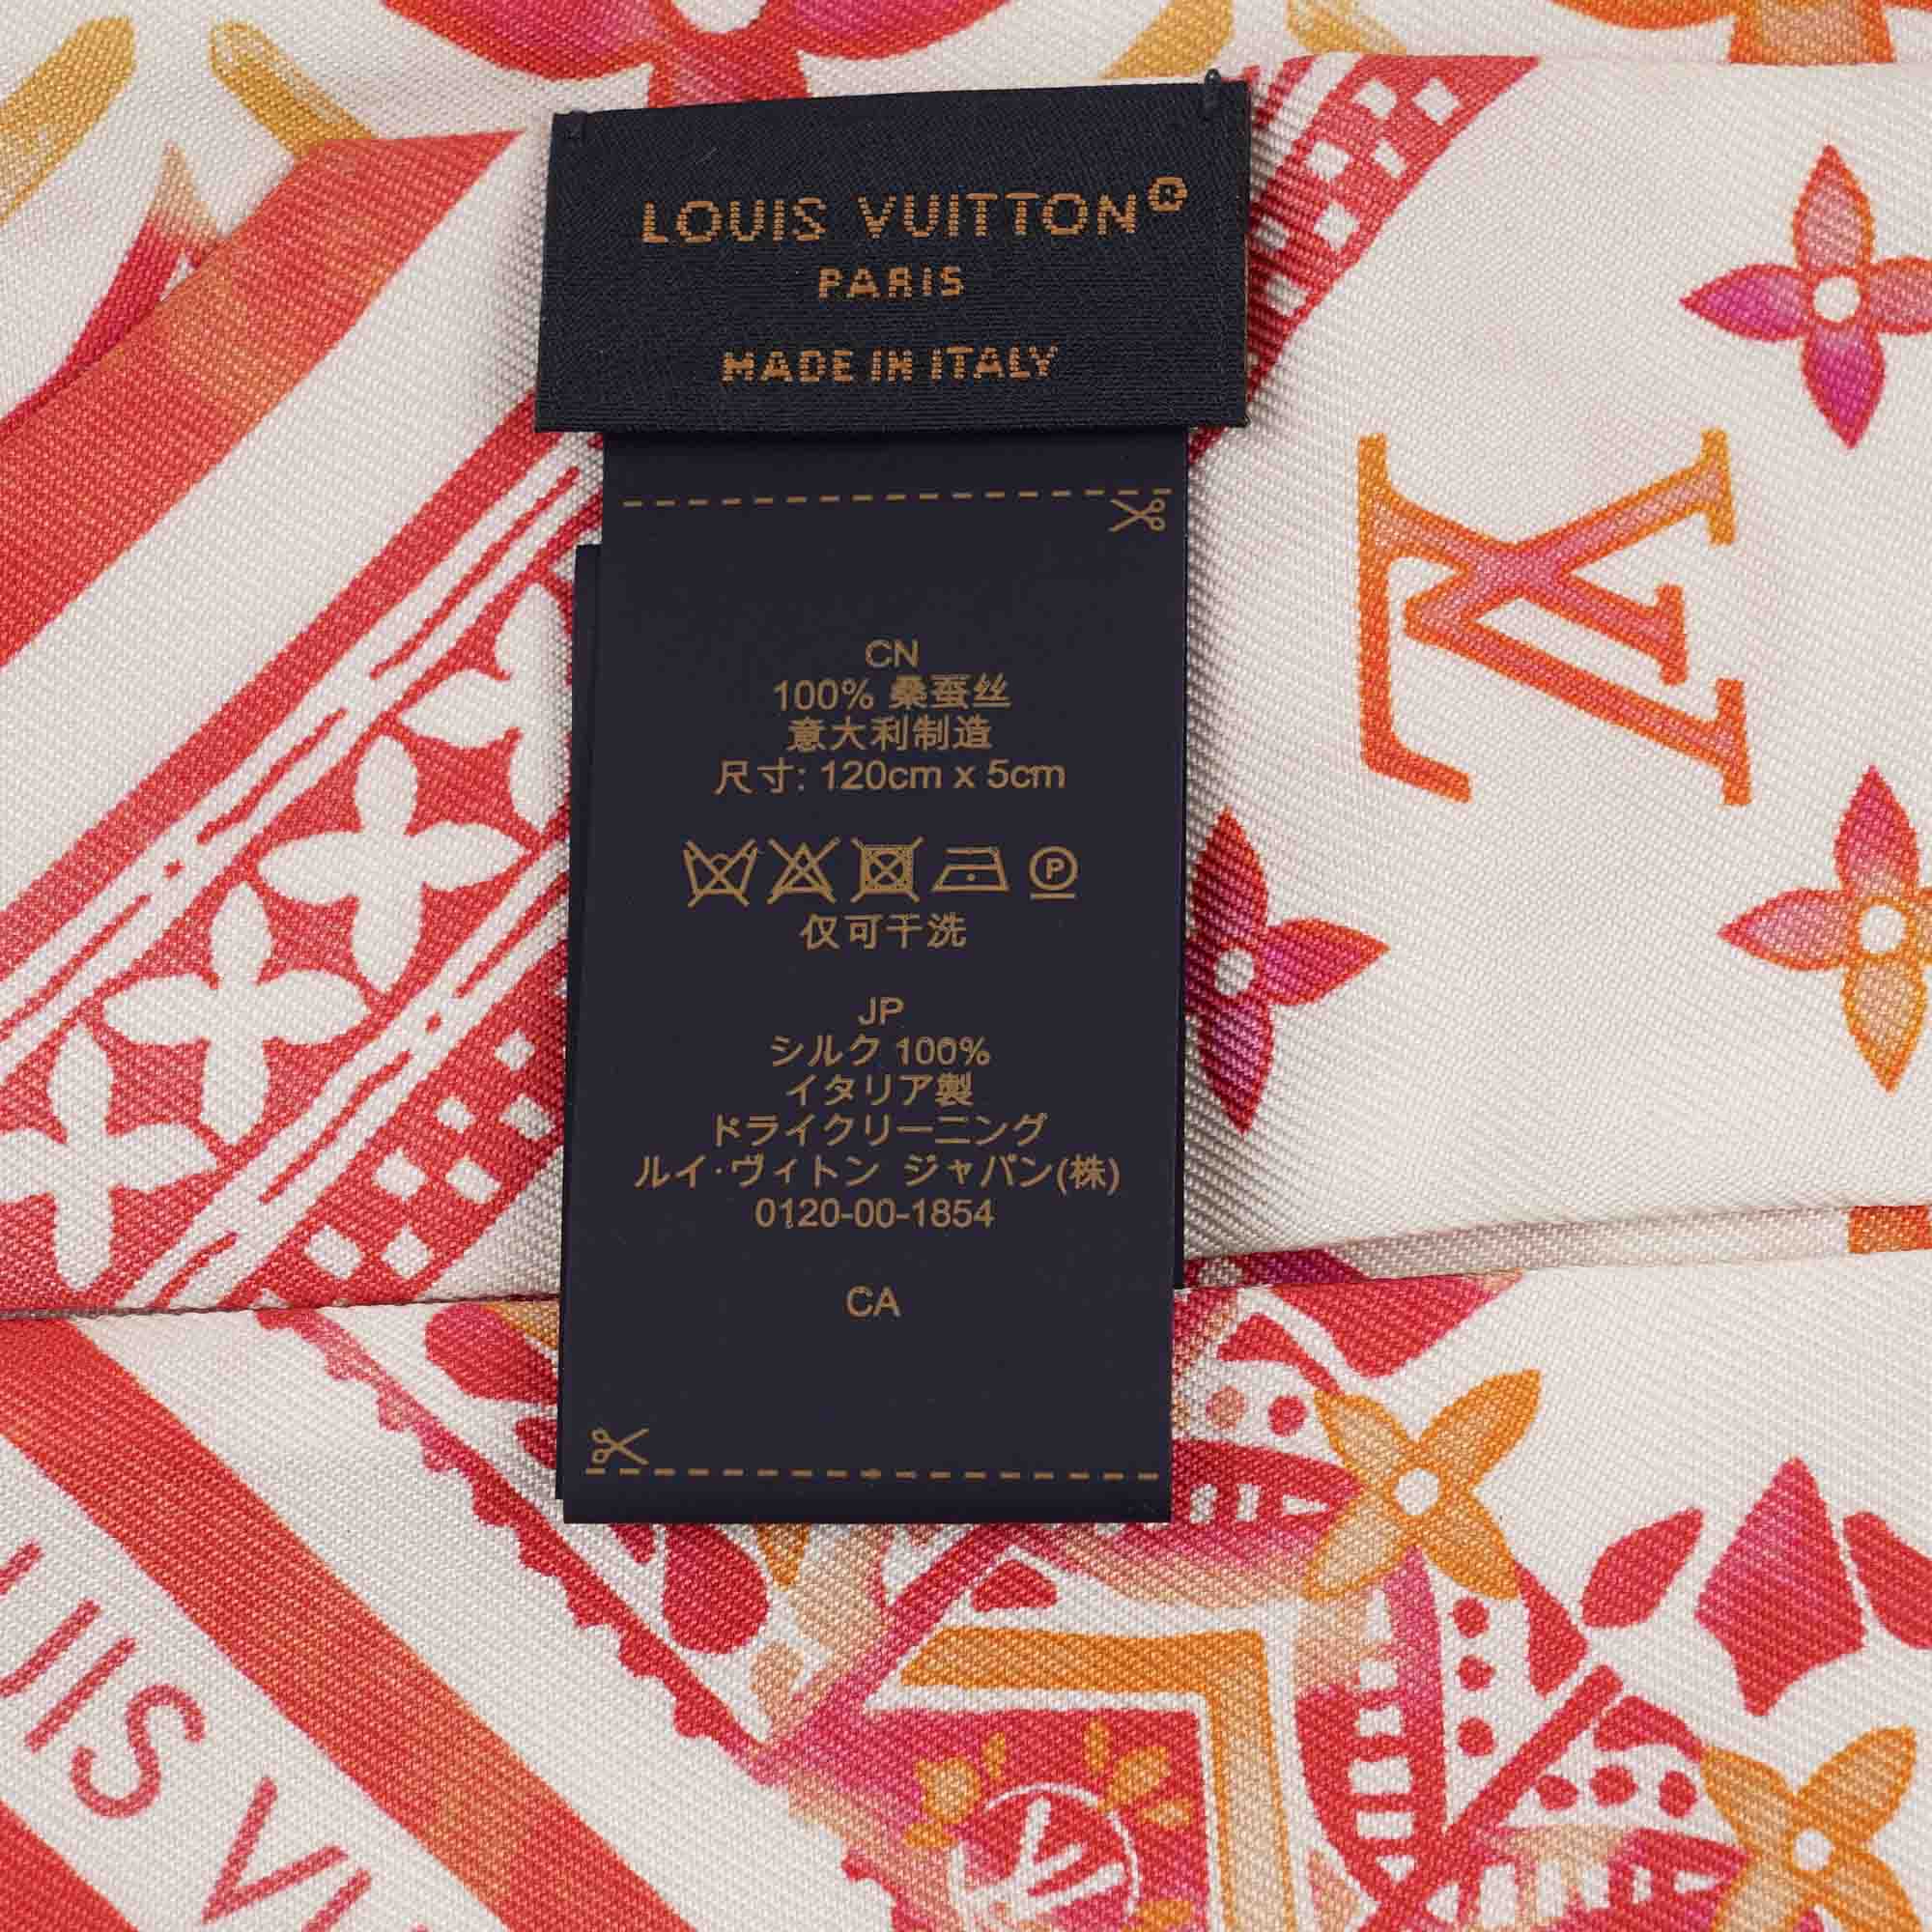 LOUIS VUITTON®
PARIS
MADE IN ITALY
CN
100% 桑蚕丝
意大利制造
尺寸: 120cm x 5cm
P
仅可干洗
JP
シルク 100%
イタリア製
ドライクリーニング
ルイ·ヴィトン ジャパン(株)
0120-00-1854
CA
LV
UIS VU